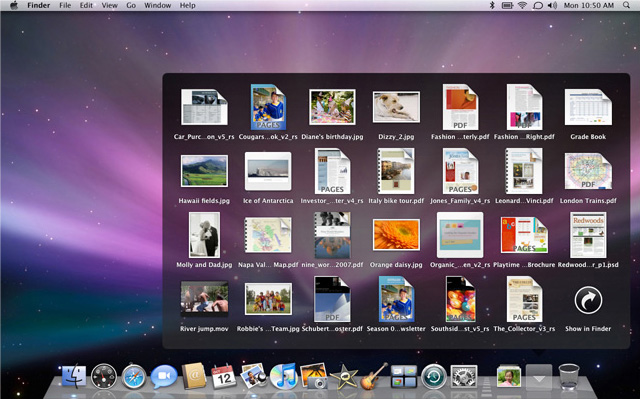 Finder File Edit View Go Window Help Mon 10:50 AM
Car_Purc...on_v5_rs Cougars...ok_v2_rs Diane's birthday.jpg Dizzy_2.jpg Fashion ...terly.pdf Fashion ...Right.pdf Grade Book
PAGES PDF PDF
Hawaii fields.jpg Ice of Antarctica Investor_...ter_v4_rs Italy bike tour.pdf Jones_Family_v4_rs Leonard...Vinci.pdf London Trains.pdf
PAGES PAGES PDF
Molly and Dad.jpg Napa Val...Map.pdf nine_wor...2007.pdf Orange daisy.jpg Organic_...en_v2_rs Playtime ...Brochure Redwood...r_p1.psd
PAGES Redwoods
River jump.mov Robbie's ...Team.jpg Schubert...oster.pdf Season 0...wsletter Southsid...st_v5_rs The_Collector_v3_rs Show in Finder
PDF PAGES PAGES PAGES
12